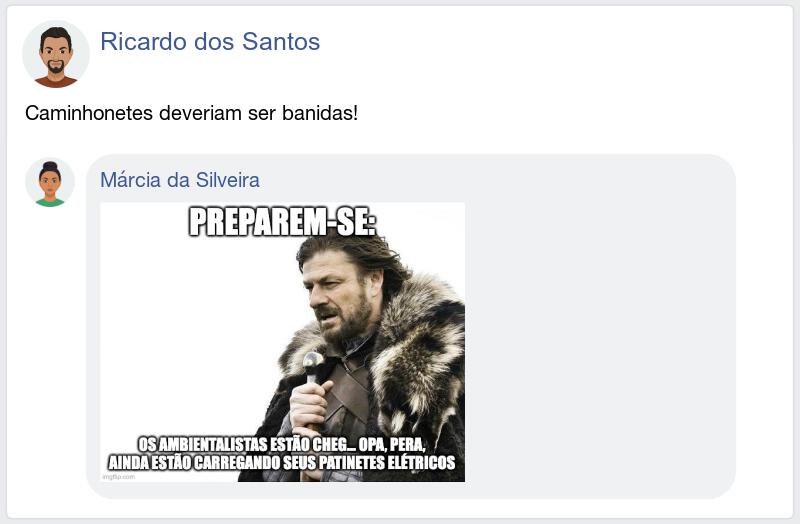 Ricardo dos Santos
Caminhonetes deveriam ser banidas!
Márcia da Silveira
PREPAREM-SE:
OS AMBIENTALISTAS ESTÃO CHEG... OPA, PERA,
AINDA ESTÃO CARREGANDO SEUS PATINETES ELÉTRICOS
imgflip.com